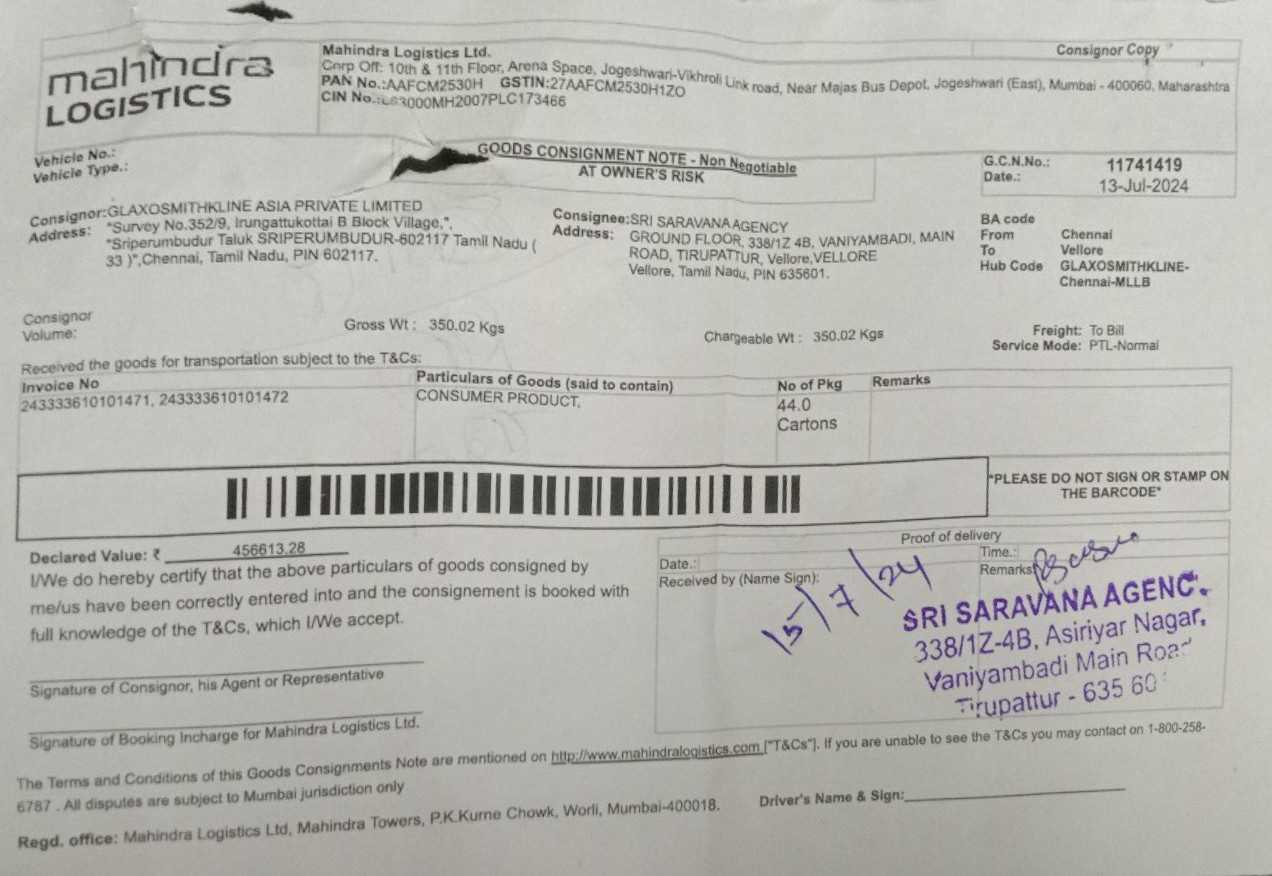 mahindra
LOGISTICS
Mahindra Logistics Ltd.
Consignor Copy
Corp Off: 10th & 11th Floor, Arena Space, Jogeshwari-Vikhroli Link road, Near Majas Bus Depot, Jogeshwari (East), Mumbai - 400060, Maharashtra
PAN No.:AAFCM2530H GSTIN:27AAFCM2530H1ZO
CIN No.:L63000MH2007PLC173466
Vehicle No.:
Vehicle Type.:
GOODS CONSIGNMENT NOTE - Non Negotiable
AT OWNER'S RISK
G.C.N.No.: 11741419
Date.: 13-Jul-2024
Consignor:GLAXOSMITHKLINE ASIA PRIVATE LIMITED
Address: "Survey No.352/9, Irungattukottai B Block Village,",
"Sriperumbudur Taluk SRIPERUMBUDUR-602117 Tamil Nadu (
33 )",Chennai, Tamil Nadu, PIN 602117.
Consignee:SRI SARAVANA AGENCY
Address: GROUND FLOOR, 338/1Z 4B, VANIYAMBADI, MAIN
ROAD, TIRUPATTUR, Vellore,VELLORE
Vellore, Tamil Nadu, PIN 635601.
BA code
From Chennai
To Vellore
Hub Code GLAXOSMITHKLINE-
Chennai-MLLB
Consignor
Volume:
Gross Wt : 350.02 Kgs
Chargeable Wt : 350.02 Kgs
Freight: To Bill
Service Mode: PTL-Normal
Received the goods for transportation subject to the T&Cs:
Invoice No Particulars of Goods (said to contain) No of Pkg Remarks
243333610101471, 243333610101472 CONSUMER PRODUCT, 44.0
Cartons
*PLEASE DO NOT SIGN OR STAMP ON
THE BARCODE*
Declared Value: ₹ 456613.28
I/We do hereby certify that the above particulars of goods consigned by
me/us have been correctly entered into and the consignement is booked with
full knowledge of the T&Cs, which I/We accept.
Signature of Consignor, his Agent or Representative
Signature of Booking Incharge for Mahindra Logistics Ltd.
Proof of delivery
Date.: Time.:
Received by (Name Sign): Remarks
15/7/24
SRI SARAVANA AGENC
338/1Z-4B, Asiriyar Nagar,
Vaniyambadi Main Road
Tirupattur - 635 60
The Terms and Conditions of this Goods Consignments Note are mentioned on http://www.mahindralogistics.com ["T&Cs"]. If you are unable to see the T&Cs you may contact on 1-800-258-
6787 . All disputes are subject to Mumbai jurisdiction only
Regd. office: Mahindra Logistics Ltd, Mahindra Towers, P.K.Kurne Chowk, Worli, Mumbai-400018.
Driver's Name & Sign: